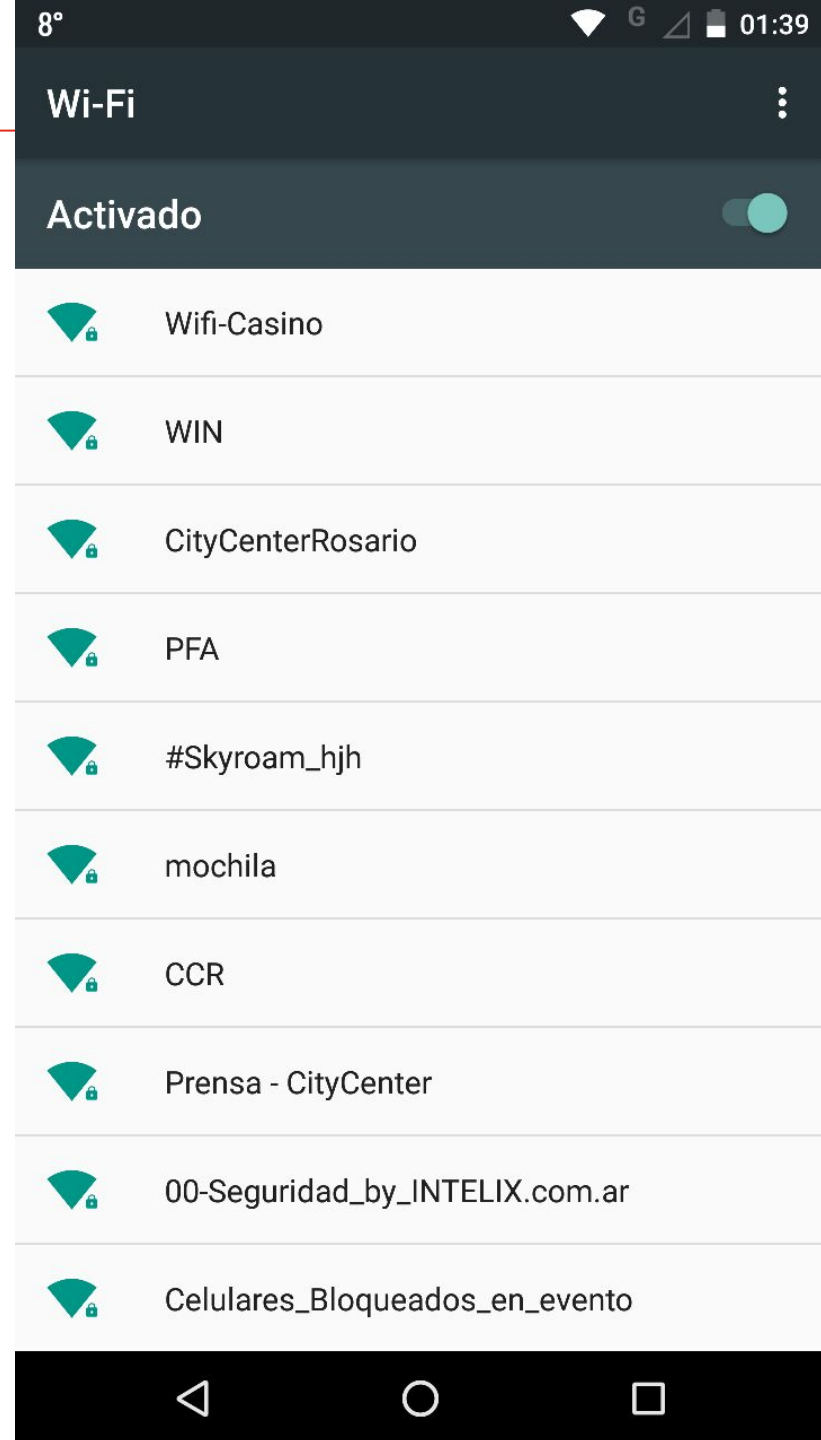 8°
G 01:39
Wi-Fi
Activado
Wifi-Casino
WIN
CityCenterRosario
PFA
#Skyroam_hjh
mochila
CCR
Prensa - CityCenter
00-Seguridad_by_INTELIX.com.ar
Celulares_Bloqueados_en_evento